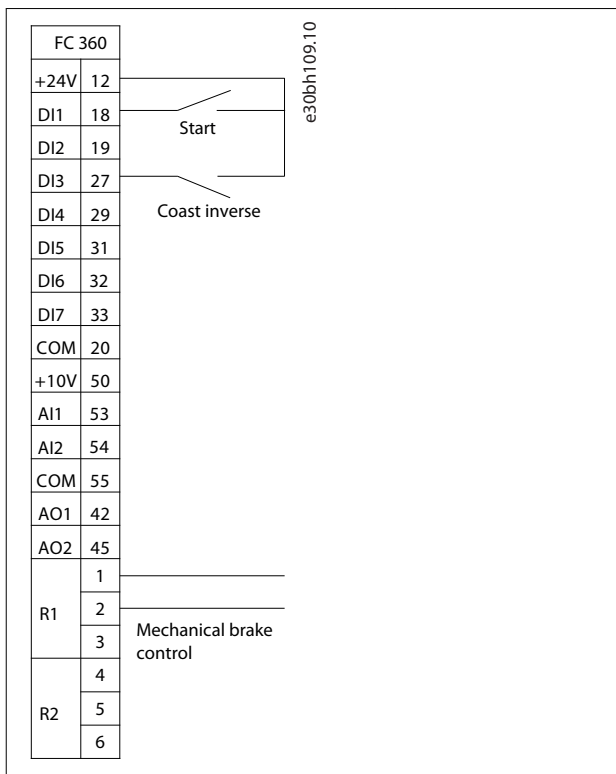 FC 360
+24V 12
DI1 18
DI2 19
DI3 27
DI4 29
DI5 31
DI6 32
DI7 33
COM 20
+10V 50
AI1 53
AI2 54
COM 55
AO1 42
AO2 45
R1
1
2
3
R2
4
5
6
Start
Coast inverse
Mechanical brake
control
e30bh109.10